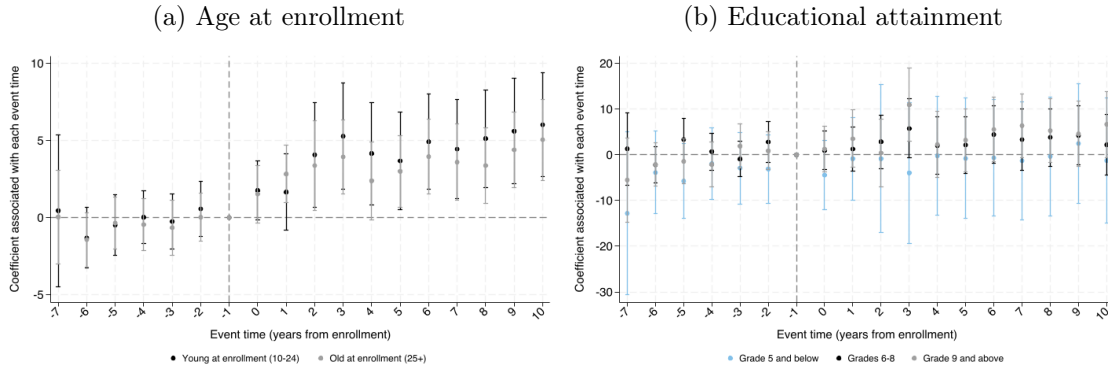 (a) Age at enrollment
10
5
0
-5
Coefficient associated with each event time
-7 -6 -5 -4 -3 -2 -1 0 1 2 3 4 5 6 7 8 9 10
Event time (years from enrollment)
Young at enrollment (10-24) Old at enrollment (25+)
(b) Educational attainment
20
10
0
-10
-20
-30
Coefficient associated with each event time
-7 -6 -5 -4 -3 -2 -1 0 1 2 3 4 5 6 7 8 9 10
Event time (years from enrollment)
Grade 5 and below Grades 6-8 Grade 9 and above